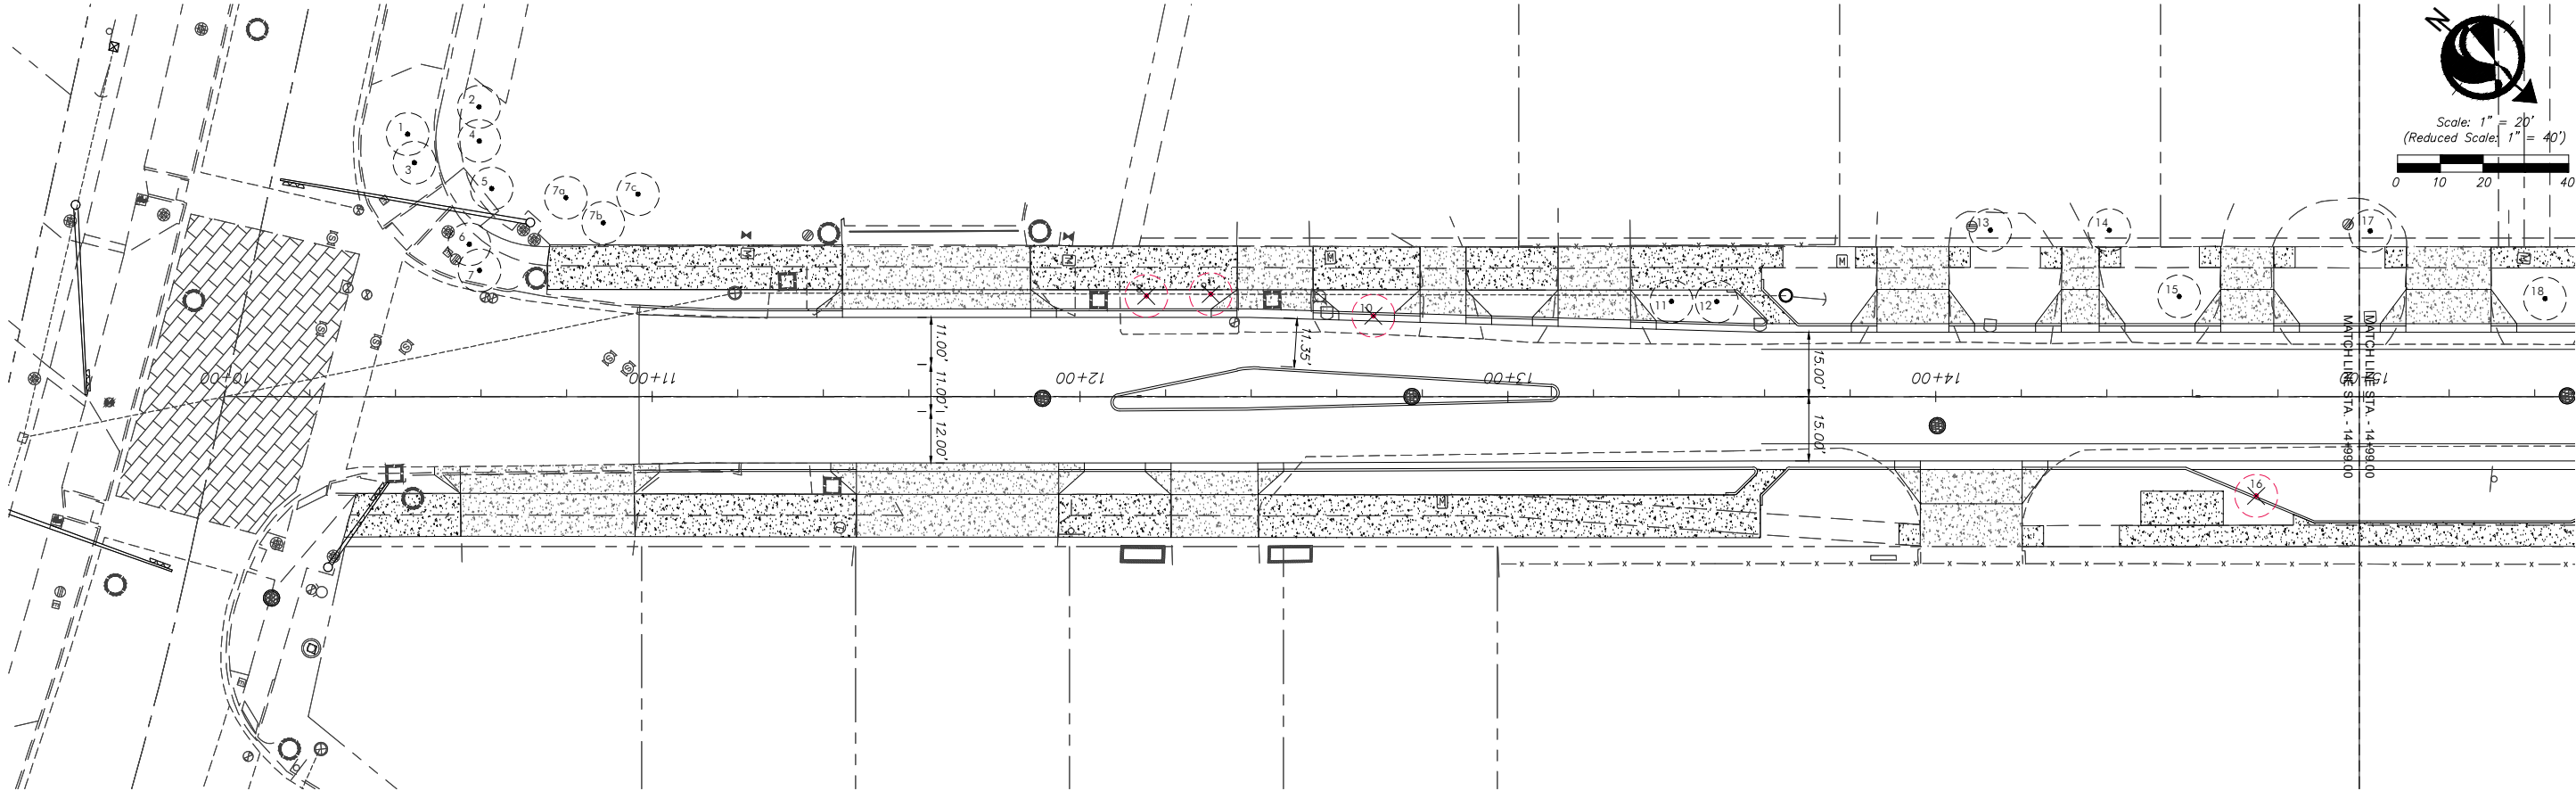 N
Scale: 1" = 20'
(Reduced Scale: 1" = 40')
0 10 20 40
1
2
3
4
5
6
7
7a
7b
7c
10
11
12
13
14
15
16
17
18
M
M
M
10+00
11+00
12+00
13+00
14+00
15+00
11.00'
11.00'
12.00'
11.35'
15.00'
15.00'
MATCH LINE STA. - 14+99.00
MATCH LINE STA. - 14+99.00